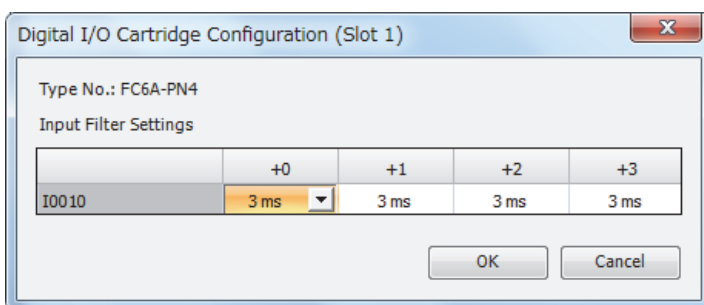 Digital I/O Cartridge Configuration (Slot 1)
Type No.: FC6A-PN4
Input Filter Settings
+0 +1 +2 +3
I0010 3 ms 3 ms 3 ms 3 ms
OK Cancel